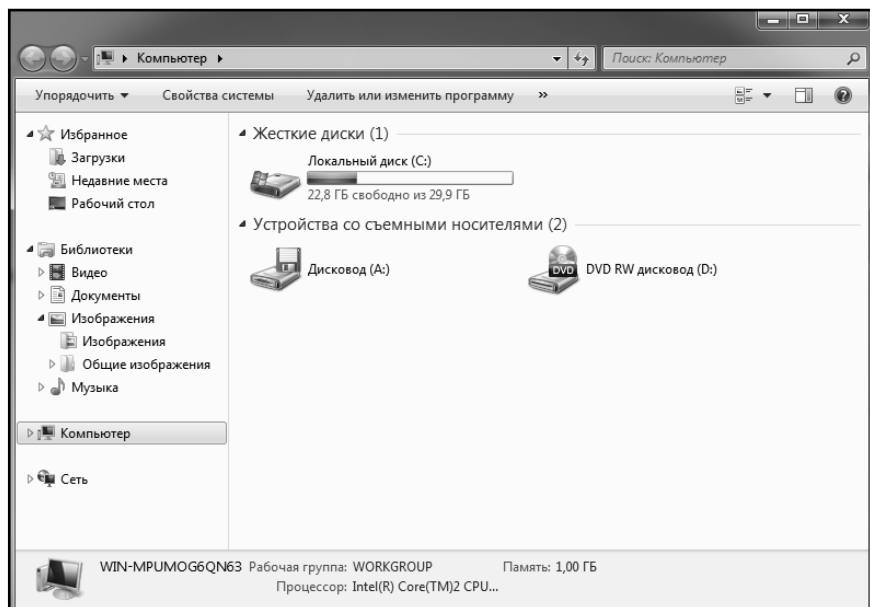 Компьютер
Поиск: Компьютер
Упорядочить
Свойства системы
Удалить или изменить программу
»
Избранное
Загрузки
Недавние места
Рабочий стол
Библиотеки
Видео
Документы
Изображения
Изображения
Общие изображения
Музыка
Компьютер
Сеть
Жесткие диски (1)
Локальный диск (C:)
22,8 ГБ свободно из 29,9 ГБ
Устройства со съемными носителями (2)
Дисковод (A:)
DVD
DVD RW дисковод (D:)
WIN-MPUMOG6QN63 Рабочая группа: WORKGROUP Память: 1,00 ГБ
Процессор: Intel(R) Core(TM)2 CPU...